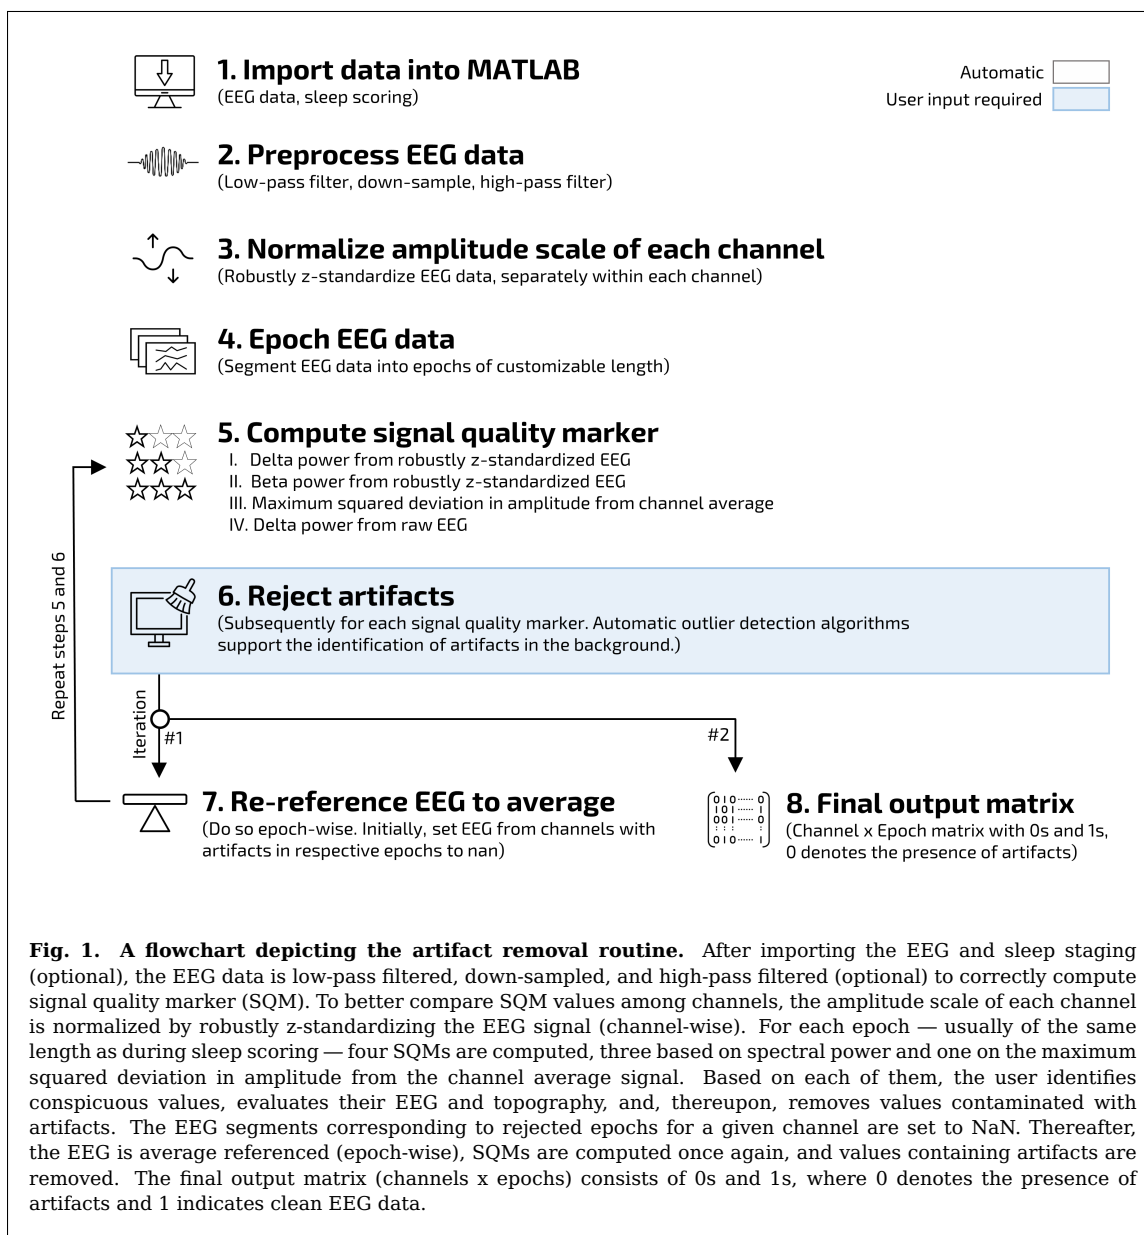 1. Import data into MATLAB
(EEG data, sleep scoring)
Automatic
User input required
2. Preprocess EEG data
(Low-pass filter, down-sample, high-pass filter)
3. Normalize amplitude scale of each channel
(Robustly z-standardize EEG data, separately within each channel)
4. Epoch EEG data
(Segment EEG data into epochs of customizable length)
5. Compute signal quality marker
I. Delta power from robustly z-standardized EEG
II. Beta power from robustly z-standardized EEG
III. Maximum squared deviation in amplitude from channel average
IV. Delta power from raw EEG
Repeat steps 5 and 6
6. Reject artifacts
(Subsequently for each signal quality marker. Automatic outlier detection algorithms
support the identification of artifacts in the background.)
Iteration
#1
#2
7. Re-reference EEG to average
(Do so epoch-wise. Initially, set EEG from channels with
artifacts in respective epochs to nan)
0 1 0 ······ 0
1 0 1 ······ 1
0 0 1 ······ 0
0 1 0 ······ 1
8. Final output matrix
(Channel x Epoch matrix with 0s and 1s,
0 denotes the presence of artifacts)
Fig. 1. A flowchart depicting the artifact removal routine. After importing the EEG and sleep staging
(optional), the EEG data is low-pass filtered, down-sampled, and high-pass filtered (optional) to correctly compute
signal quality marker (SQM). To better compare SQM values among channels, the amplitude scale of each channel
is normalized by robustly z-standardizing the EEG signal (channel-wise). For each epoch — usually of the same
length as during sleep scoring — four SQMs are computed, three based on spectral power and one on the maximum
squared deviation in amplitude from the channel average signal. Based on each of them, the user identifies
conspicuous values, evaluates their EEG and topography, and, thereupon, removes values contaminated with
artifacts. The EEG segments corresponding to rejected epochs for a given channel are set to NaN. Thereafter,
the EEG is average referenced (epoch-wise), SQMs are computed once again, and values containing artifacts are
removed. The final output matrix (channels x epochs) consists of 0s and 1s, where 0 denotes the presence of
artifacts and 1 indicates clean EEG data.